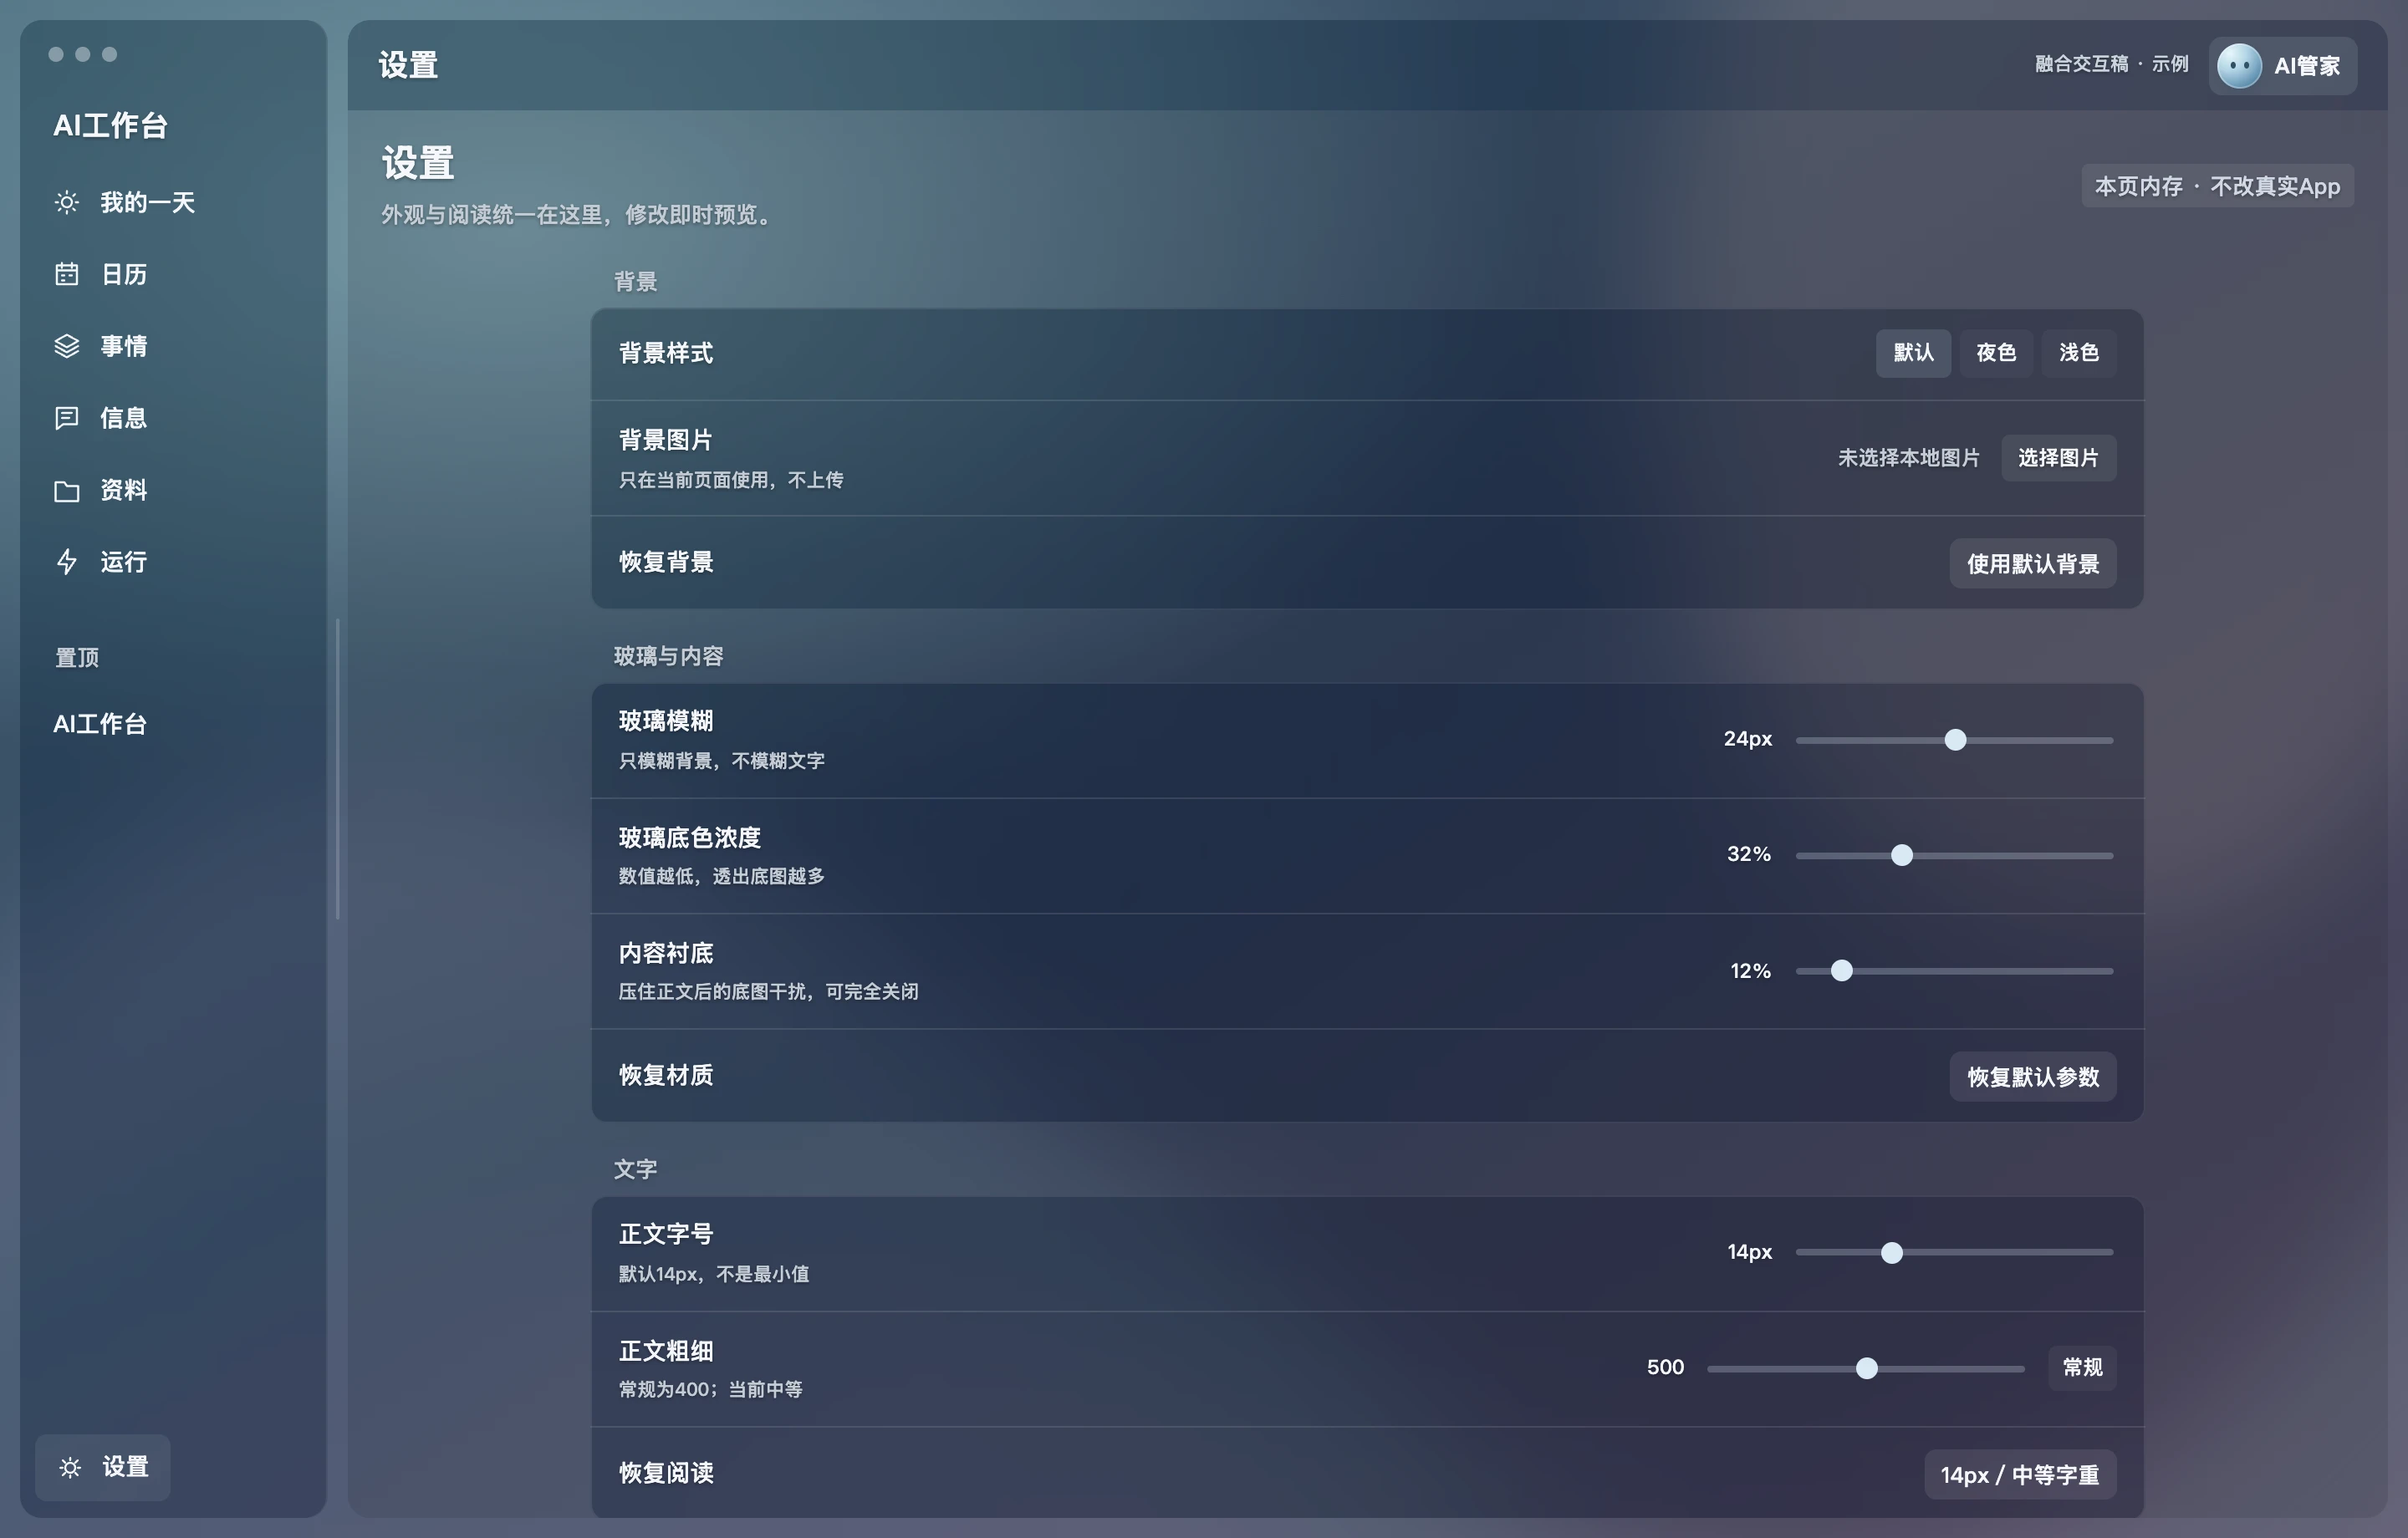 AI工作台
我的一天
日历
事情
信息
资料
运行
置顶
AI工作台
设置
设置
融合交互稿 · 示例
AI管家
设置
外观与阅读统一在这里，修改即时预览。
本页内存 · 不改真实App
背景
背景样式
默认 夜色 浅色
背景图片
只在当前页面使用，不上传
未选择本地图片 选择图片
恢复背景
使用默认背景
玻璃与内容
玻璃模糊
只模糊背景，不模糊文字
24px
玻璃底色浓度
数值越低，透出底图越多
32%
内容衬底
压住正文后的底图干扰，可完全关闭
12%
恢复材质
恢复默认参数
文字
正文字号
默认14px，不是最小值
14px
正文粗细
常规为400；当前中等
500 常规
恢复阅读
14px / 中等字重